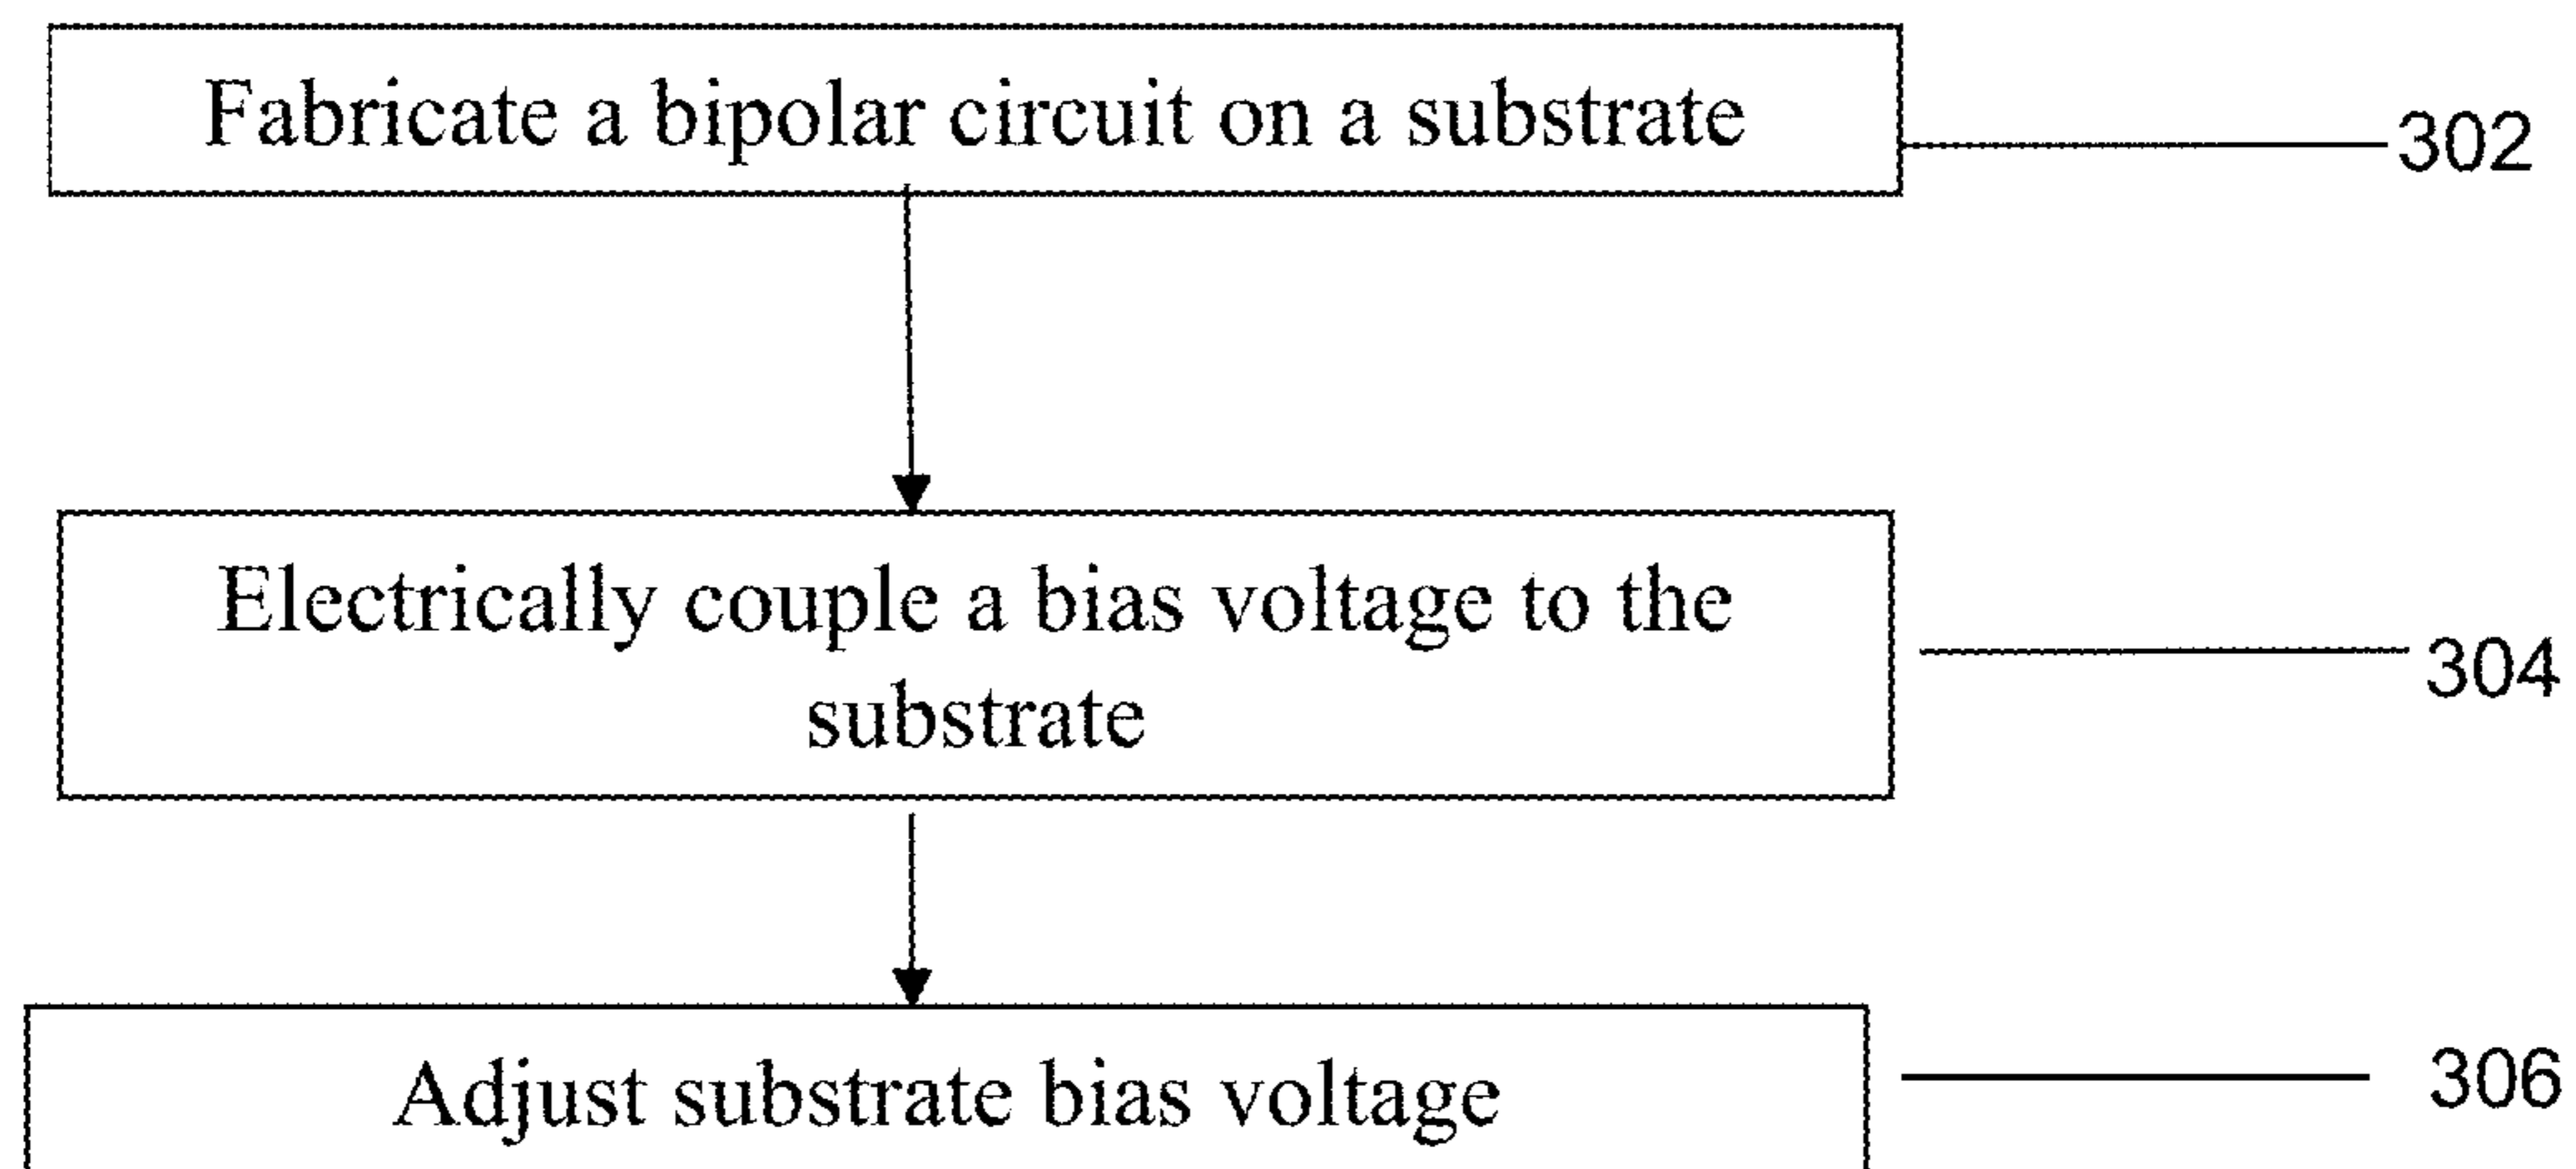 Fabricate a bipolar circuit on a substrate
302
Electrically couple a bias voltage to the
substrate
304
Adjust substrate bias voltage
306